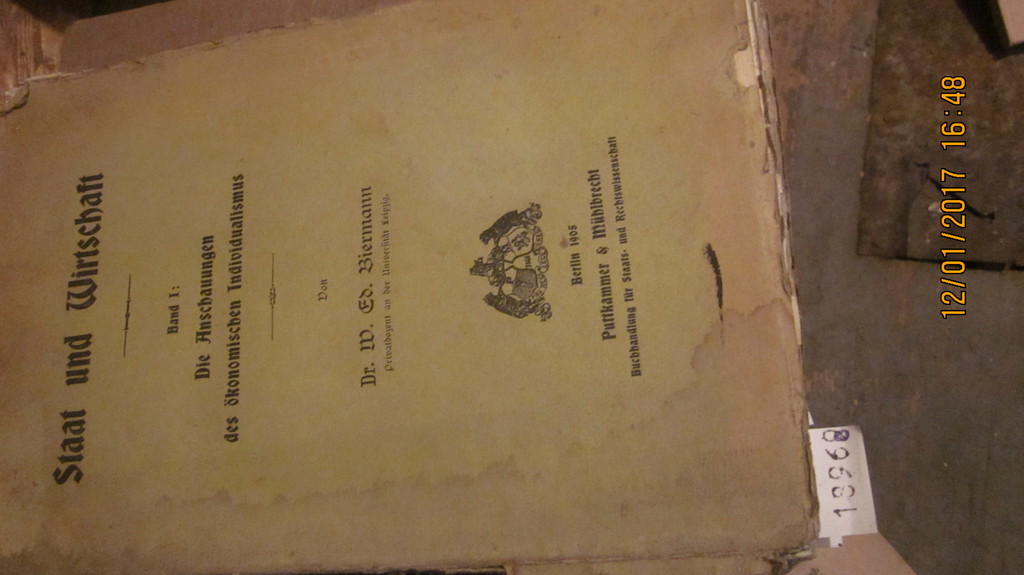 Staat und Wirtschaft
Band I:
Die Anschauungen
des ökonomischen Individualismus
Von
Dr. W. Ed. Biermann
Privatdozent an der Universität Leipzig.
Berlin 1905
Puttkammer & Mühlbrecht
Buchhandlung für Staats- und Rechtswissenschaft
18968
12/01/2017 16:48